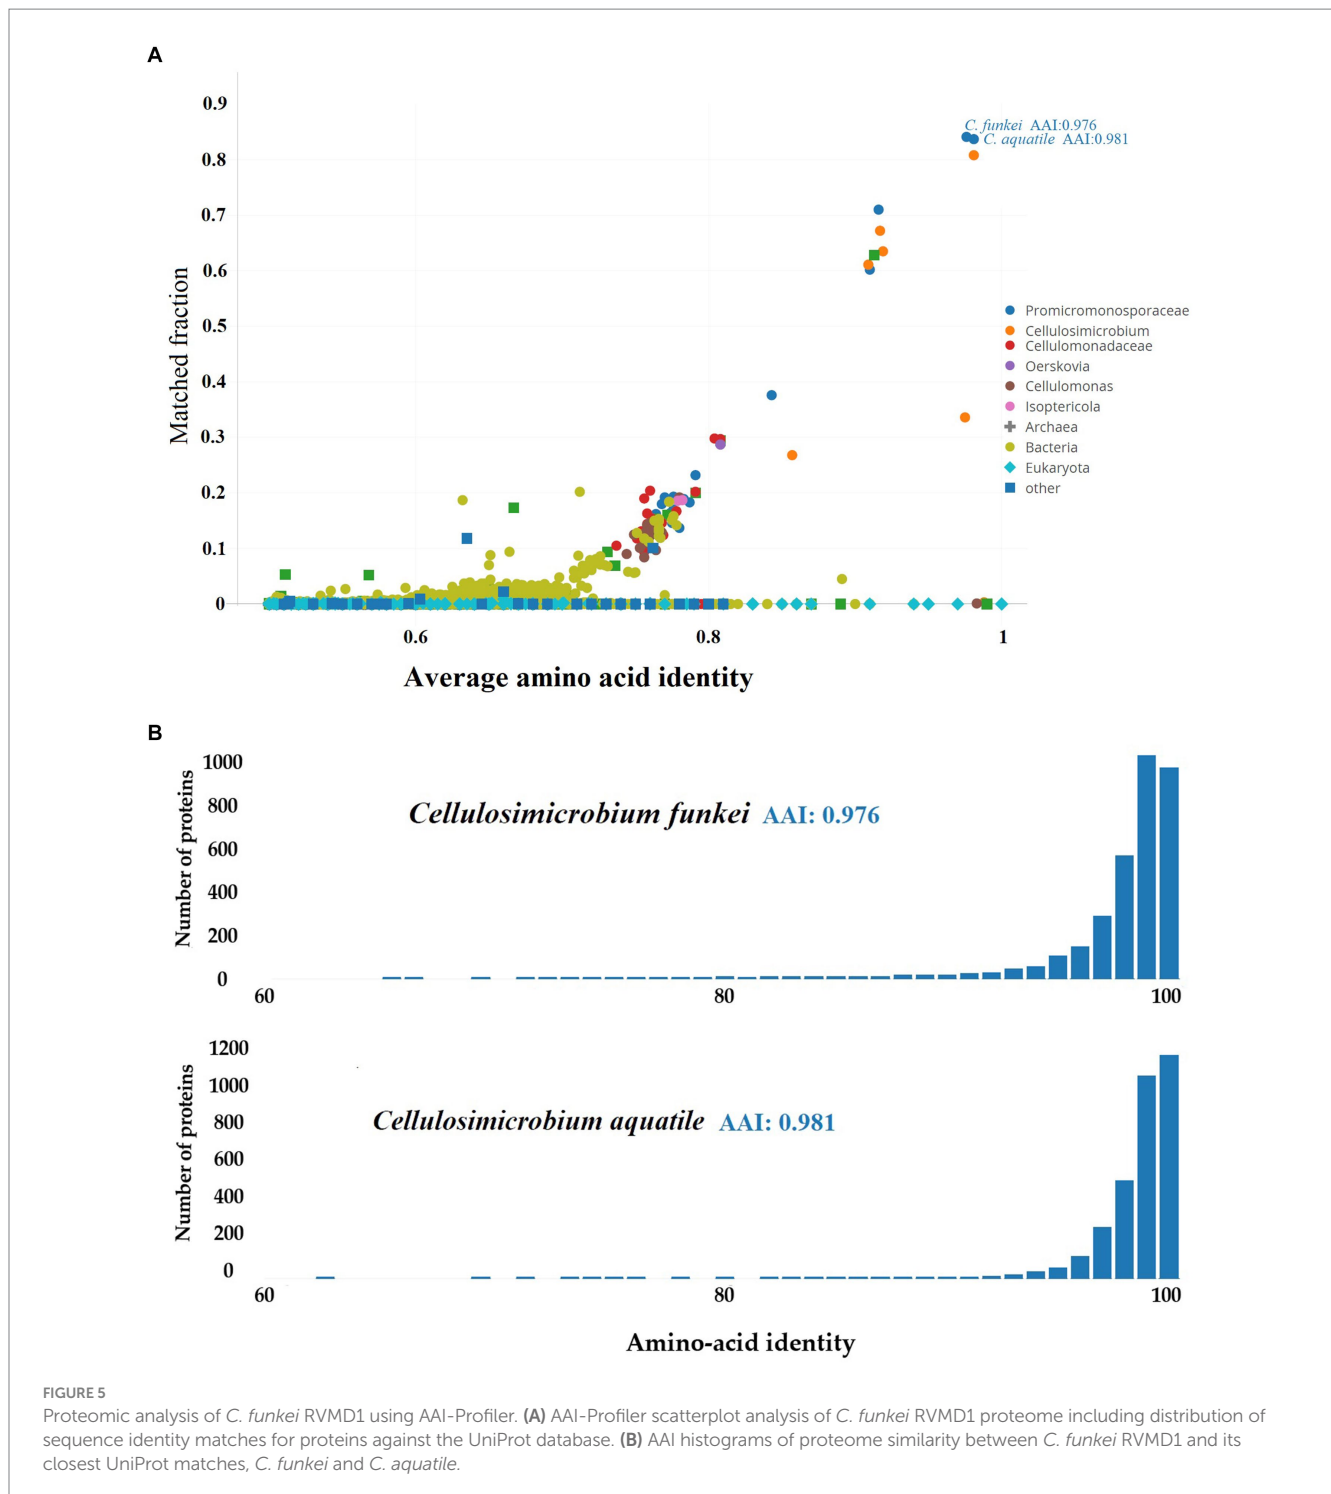 A
0.9
0.8
0.7
0.6
0.5
0.4
0.3
0.2
0.1
0
Matched fraction
C. funkei AAI:0.976
C. aquatile AAI:0.981
Promicromonosporaceae
Cellulosimicrobium
Cellulomonadaceae
Oerskovia
Cellulomonas
Isoptericola
Archaea
Bacteria
Eukaryota
other
0.6 0.8 1
Average amino acid identity
B
1000
800
600
400
200
0
Number of proteins
Cellulosimicrobium funkei AAI: 0.976
60 80 100
1200
1000
800
600
400
200
0
Number of proteins
Cellulosimicrobium aquatile AAI: 0.981
60 80 100
Amino-acid identity
FIGURE 5
Proteomic analysis of C. funkei RVMD1 using AAI-Profiler. (A) AAI-Profiler scatterplot analysis of C. funkei RVMD1 proteome including distribution of
sequence identity matches for proteins against the UniProt database. (B) AAI histograms of proteome similarity between C. funkei RVMD1 and its
closest UniProt matches, C. funkei and C. aquatile.